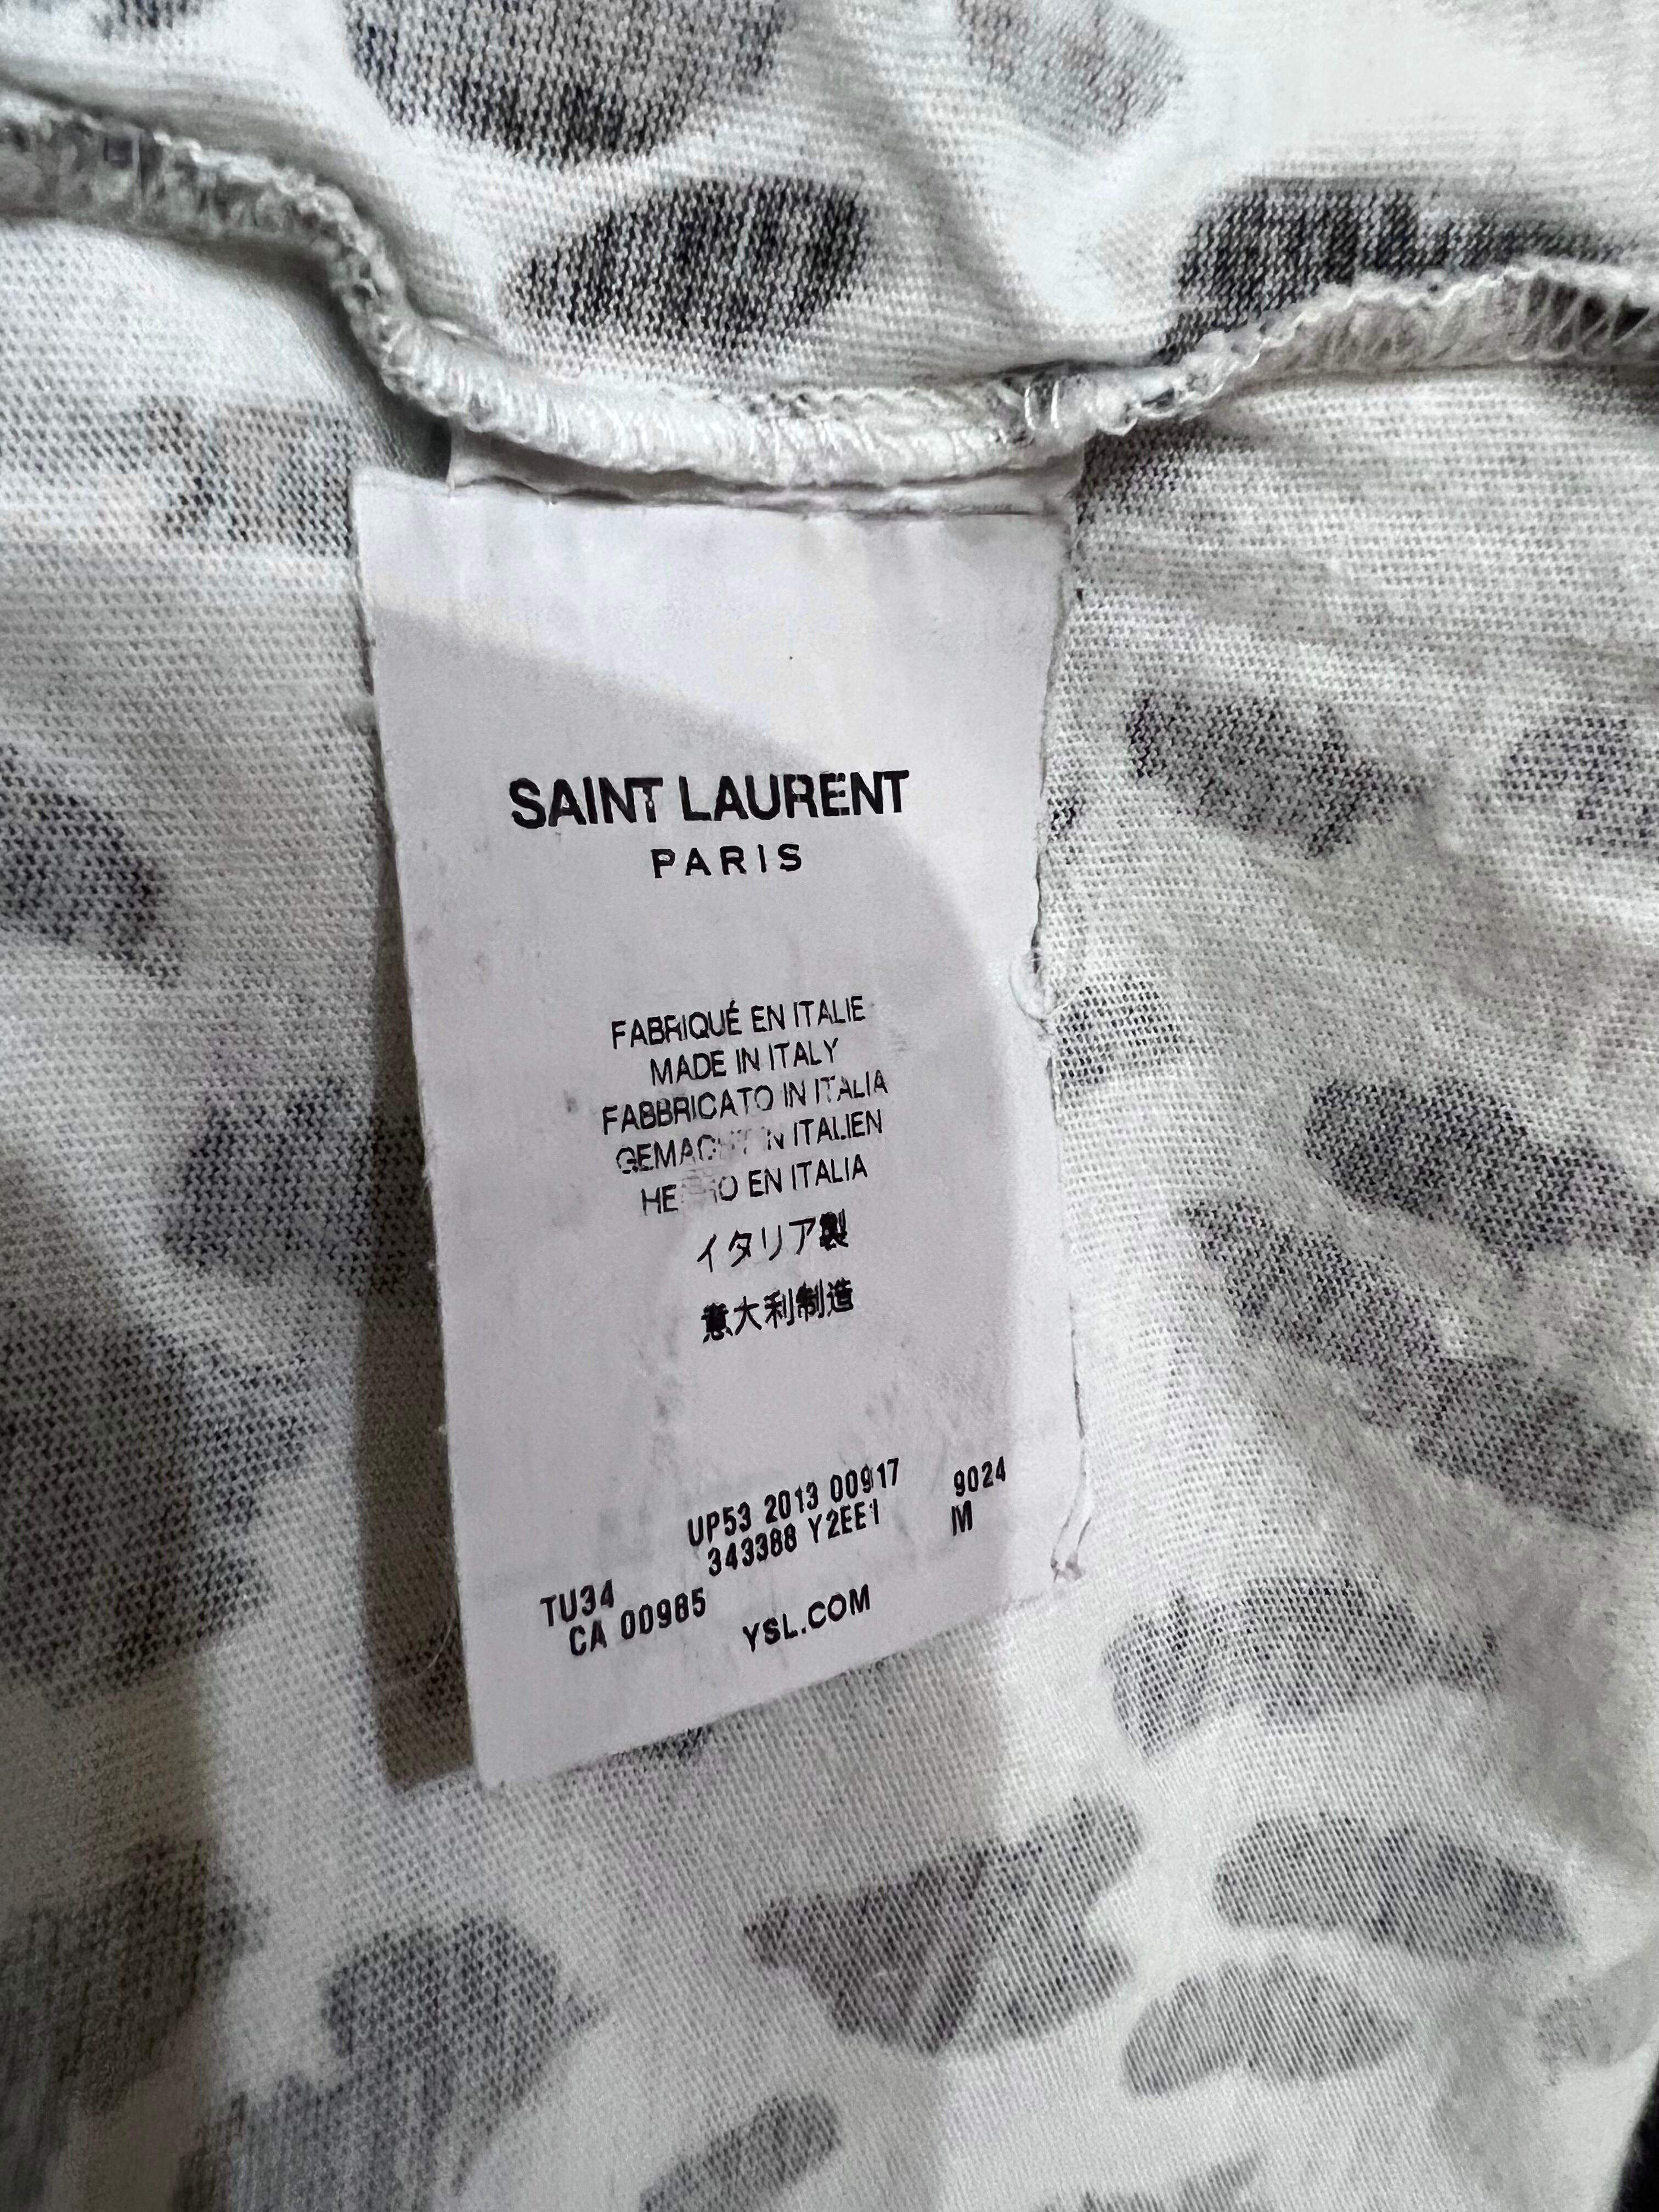 SAINT LAURENT
PARIS
FABRIQUÉ EN ITALIE
MADE IN ITALY
FABBRICATO IN ITALIA
GEMACHT IN ITALIEN
EN ITALIA
イタリア製
意大利制造
UP53 2013 00917 9024
343388 Y2EE1 M
TU34
CA 00985
YSL.COM